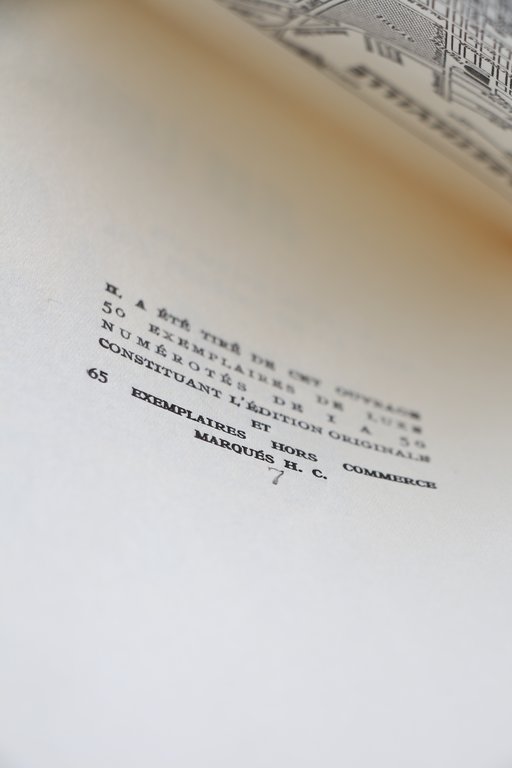 IL A ÉTÉ TIRÉ DE CET OUVRAGE
50 EXEMPLAIRES DE LUXE
NUMÉROTÉS DE I A 50
CONSTITUANT L'ÉDITION ORIGINALE
ET
65 EXEMPLAIRES HORS COMMERCE
MARQUÉS H. C.
7